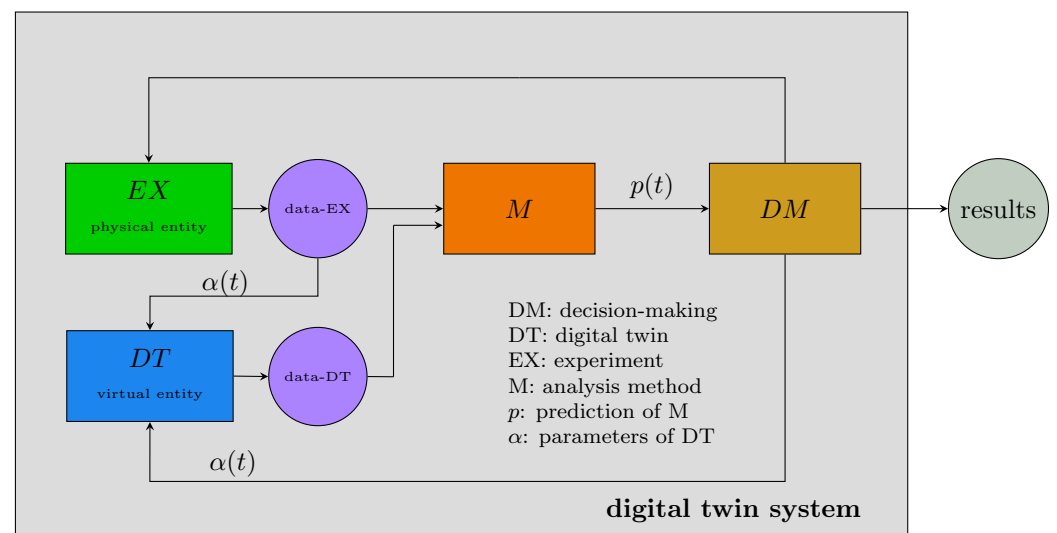 EX
physical entity
data-EX
M
p(t)
DM
results
α(t)
DT
virtual entity
data-DT
DM: decision-making
DT: digital twin
EX: experiment
M: analysis method
p: prediction of M
α: parameters of DT
α(t)
digital twin system